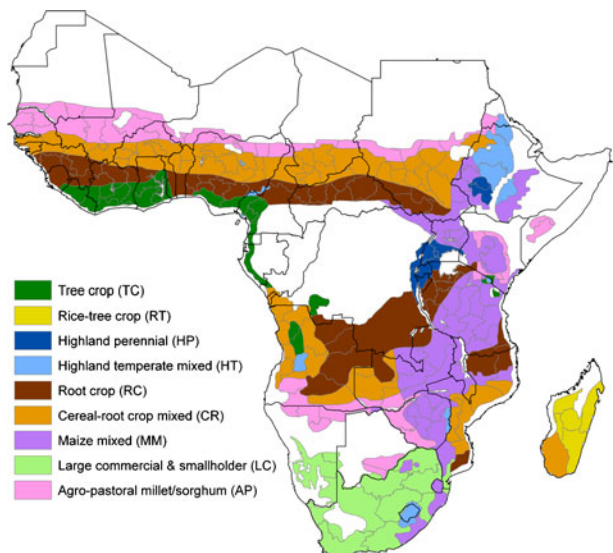 Tree crop (TC)
Rice-tree crop (RT)
Highland perennial (HP)
Highland temperate mixed (HT)
Root crop (RC)
Cereal-root crop mixed (CR)
Maize mixed (MM)
Large commercial & smallholder (LC)
Agro-pastoral millet/sorghum (AP)